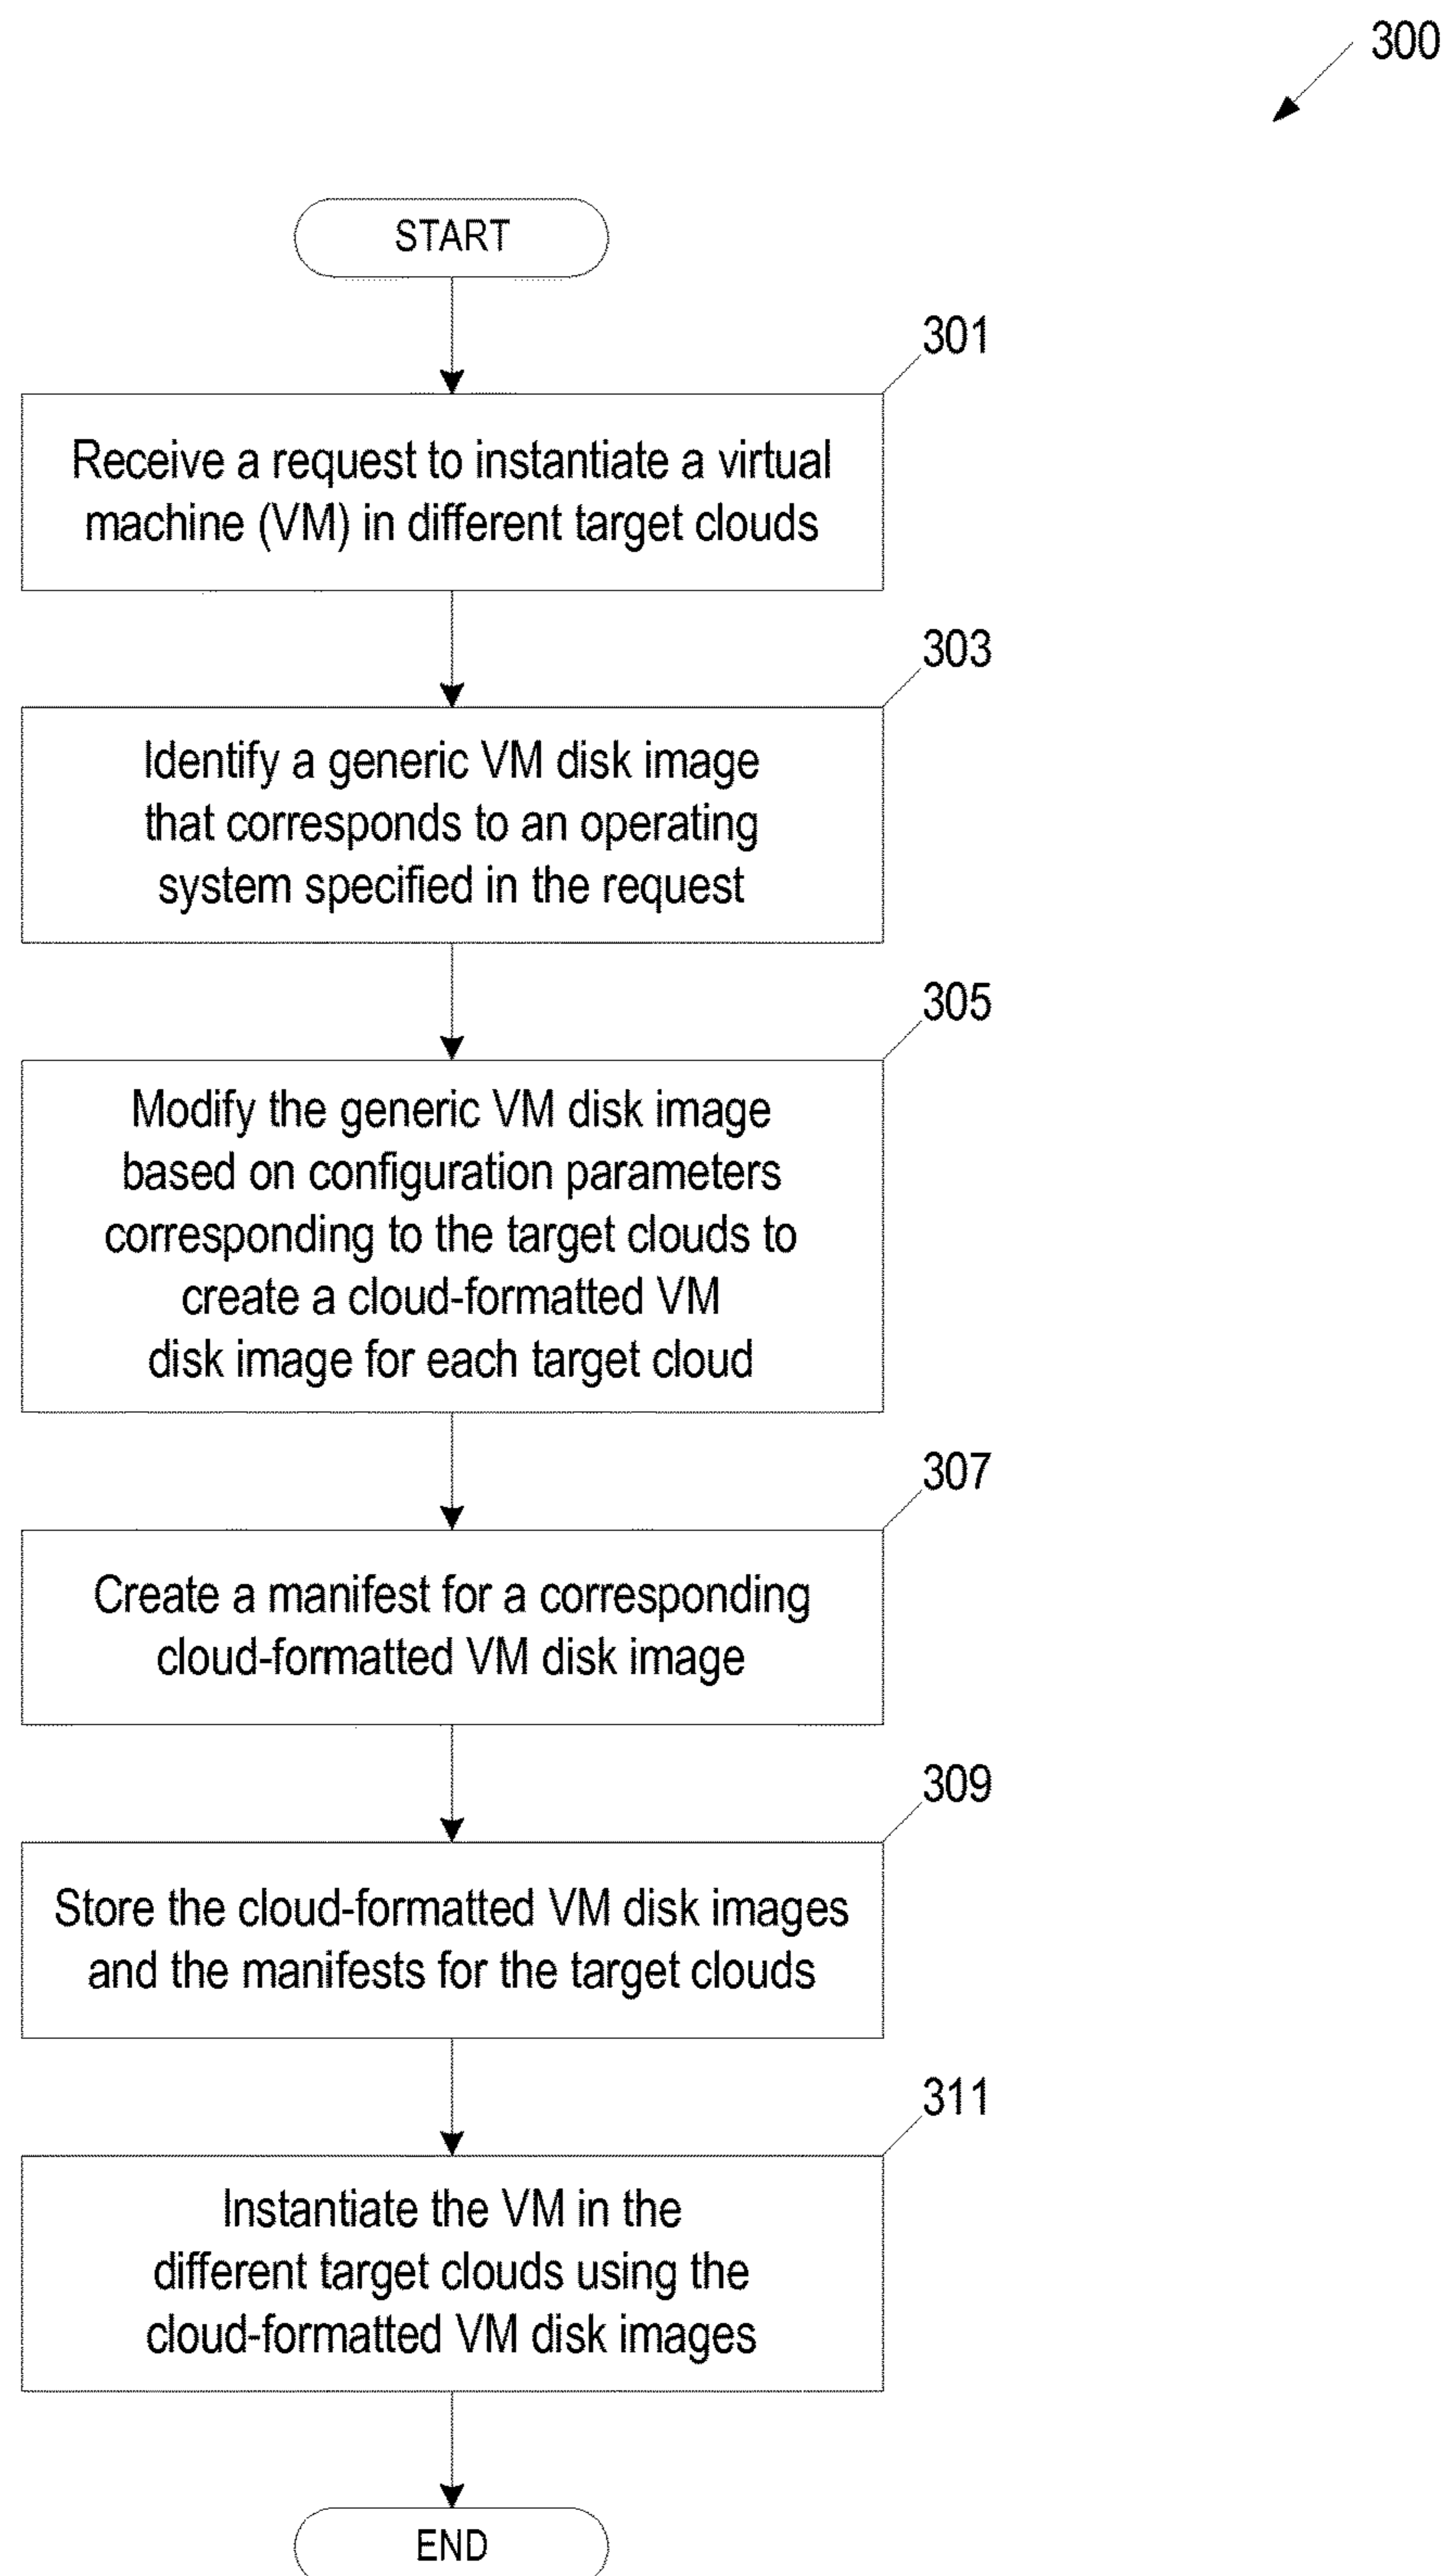 300
START
301
Receive a request to instantiate a virtual
machine (VM) in different target clouds
303
Identify a generic VM disk image
that corresponds to an operating
system specified in the request
305
Modify the generic VM disk image
based on configuration parameters
corresponding to the target clouds to
create a cloud-formatted VM
disk image for each target cloud
307
Create a manifest for a corresponding
cloud-formatted VM disk image
309
Store the cloud-formatted VM disk images
and the manifests for the target clouds
311
Instantiate the VM in the
different target clouds using the
cloud-formatted VM disk images
END